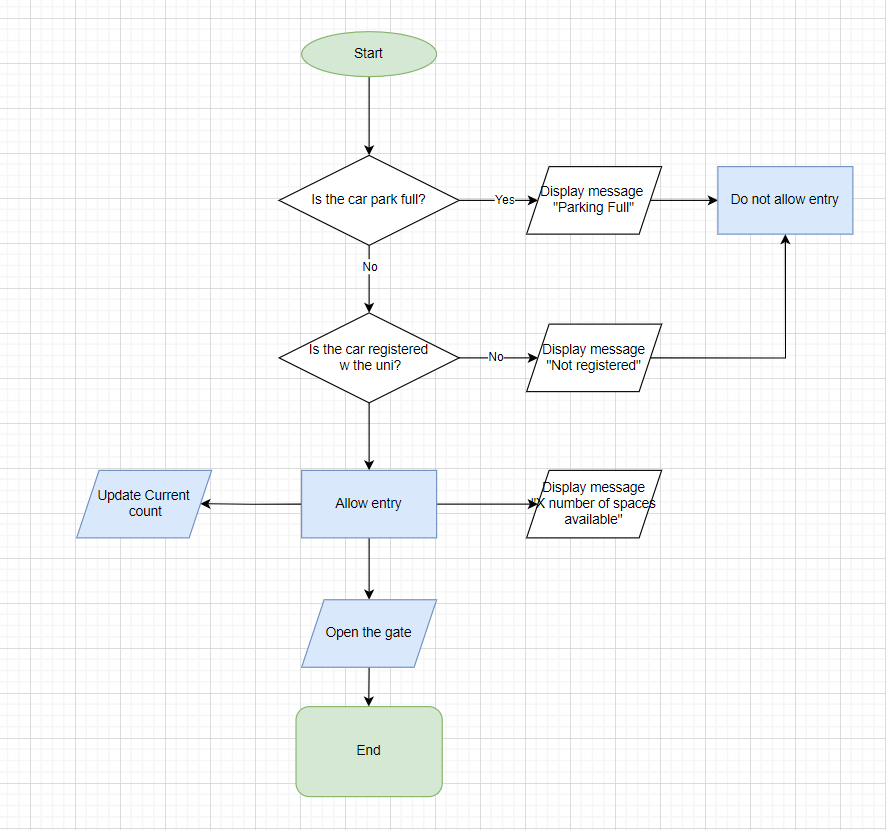 Start
Is the car park full?
Yes
Display message
"Parking Full"
Do not allow entry
No
Is the car registered
w the uni?
No
Display message
"Not registered"
Update Current
count
Allow entry
Display message
"X number of spaces
available"
Open the gate
End